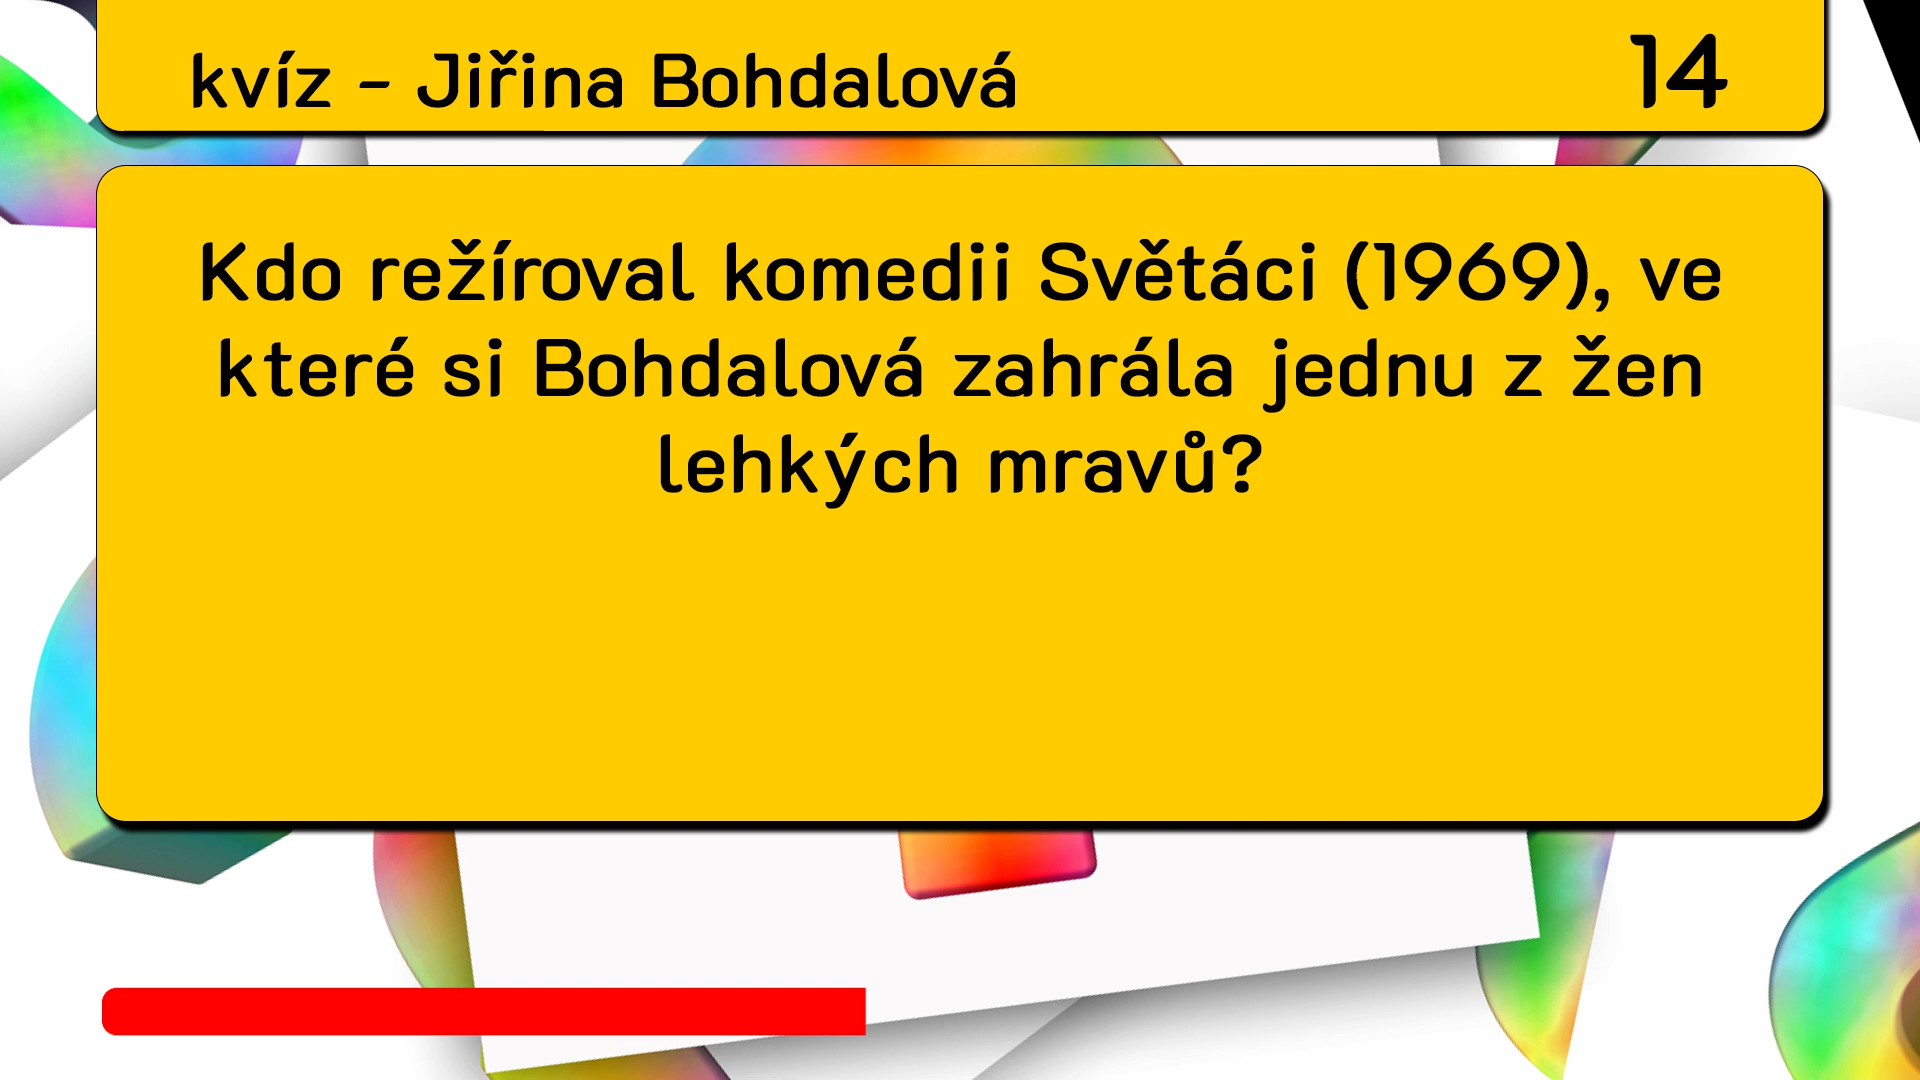 kvíz - Jiřina Bohdalová
14
Kdo režíroval komedii Světáci (1969), ve
které si Bohdalová zahrála jednu z žen
lehkých mravů?